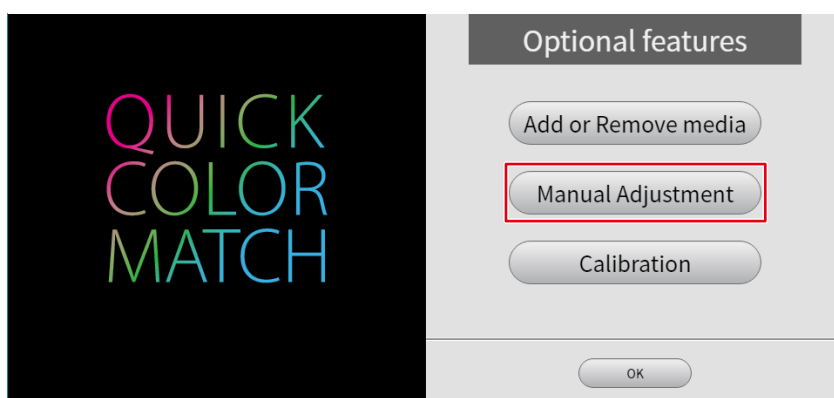 QUICK
COLOR
MATCH
Optional features
Add or Remove media
Manual Adjustment
Calibration
OK